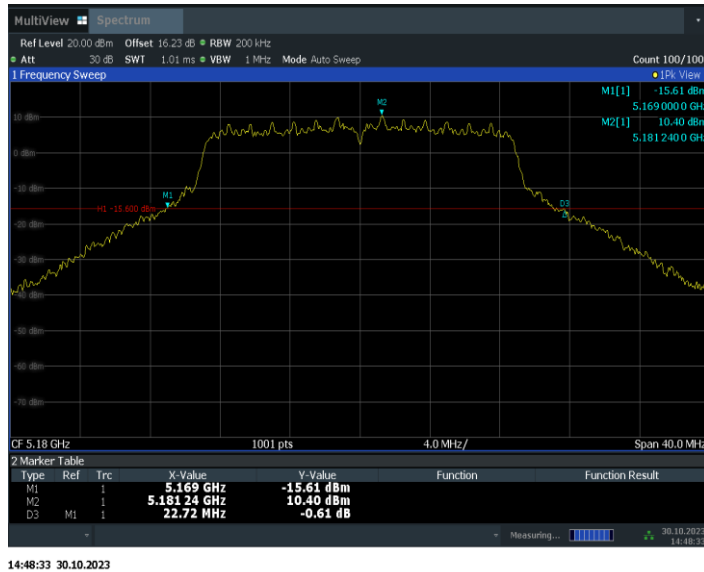 MultiView Spectrum
Ref Level 20.00 dBm Offset 16.23 dB RBW 200 kHz
Att 30 dB SWT 1.01 ms VBW 1 MHz Mode Auto Sweep Count 100/100
1 Frequency Sweep 1Pk View
M1[1] -15.61 dBm
5.1690000 GHz
M2[1] 10.40 dBm
5.1812400 GHz
M2
10 dBm
0 dBm
-10 dBm
M1
H1 -15.600 dBm
D3
-20 dBm
-30 dBm
-40 dBm
-50 dBm
-60 dBm
-70 dBm
CF 5.18 GHz 1001 pts 4.0 MHz/ Span 40.0 MHz
2 Marker Table
Type Ref Trc X-Value Y-Value Function Function Result
M1 1 5.169 GHz -15.61 dBm
M2 1 5.181 24 GHz 10.40 dBm
D3 M1 1 22.72 MHz -0.61 dB
Measuring... 30.10.2023
14:48:33
14:48:33 30.10.2023